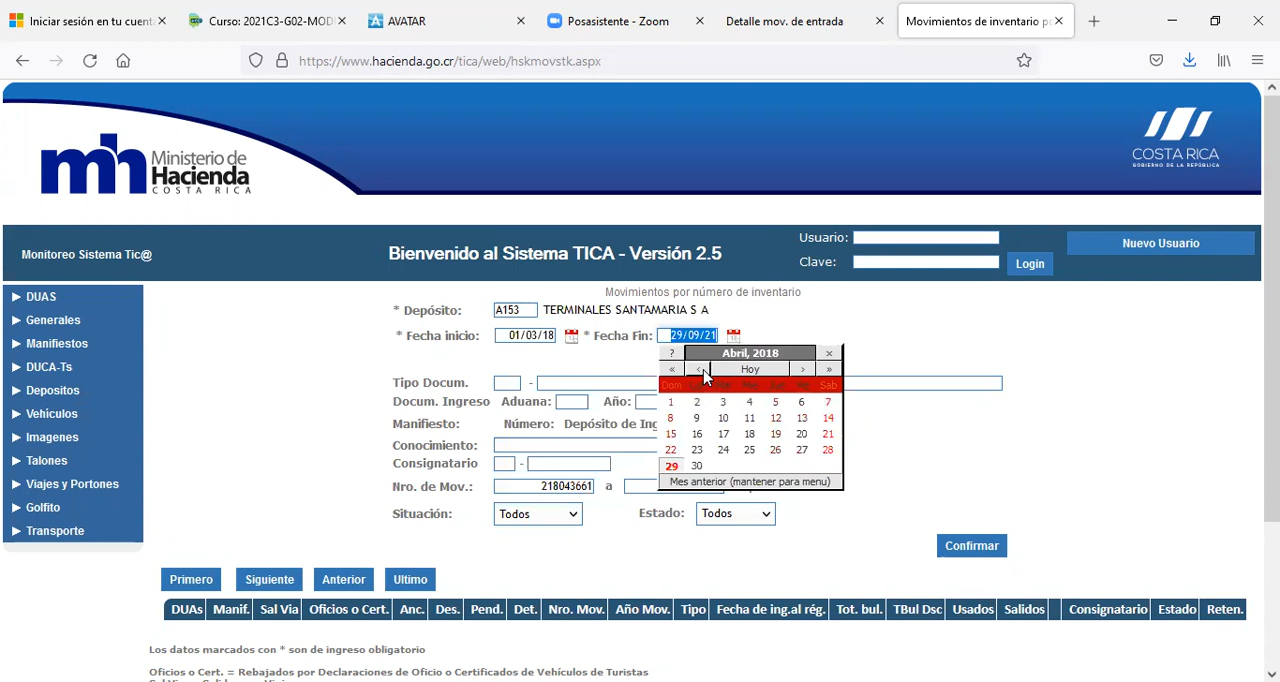 Iniciar sesión en tu cuent
Curso: 2021C3-G02-MOD
AVATAR
Posasistente - Zoom
Detalle mov. de entrada
Movimientos de inventario p
https://www.hacienda.go.cr/tica/web/hskmovstk.aspx
mh Ministerio de
Hacienda
COSTA RICA
COSTA RICA
GOBIERNO DE LA REPÚBLICA
Monitoreo Sistema Tic@
Bienvenido al Sistema TICA - Versión 2.5
Usuario:
Clave:
Login
Nuevo Usuario
DUAS
Generales
Manifiestos
DUCA-Ts
Depositos
Vehículos
Imagenes
Talones
Viajes y Portones
Golfito
Transporte
Movimientos por número de inventario
* Depósito: A153 TERMINALES SANTAMARIA S A
* Fecha inicio: 01/03/18 * Fecha Fin: 29/09/21
? Abril, 2018 ×
« ‹ Hoy › »
Dom Sab
1 2 3 4 5 6 7
8 9 10 11 12 13 14
15 16 17 18 19 20 21
22 23 24 25 26 27 28
29 30
Mes anterior (mantener para menu)
Tipo Docum. -
Docum. Ingreso Aduana: Año:
Manifiesto: Número: Depósito de Ing
Conocimiento:
Consignatario -
Nro. de Mov.: 218043661 a
Situación: Todos Estado: Todos
Confirmar
Primero Siguiente Anterior Ultimo
DUAs Manif. Sal Via Oficios o Cert. Anc. Des. Pend. Det. Nro. Mov. Año Mov. Tipo Fecha de ing.al rég. Tot. bul. TBul Dsc Usados Salidos Consignatario Estado Reten.
Los datos marcados con * son de ingreso obligatorio
Oficios o Cert. = Rebajados por Declaraciones de Oficio o Certificados de Vehículos de Turistas